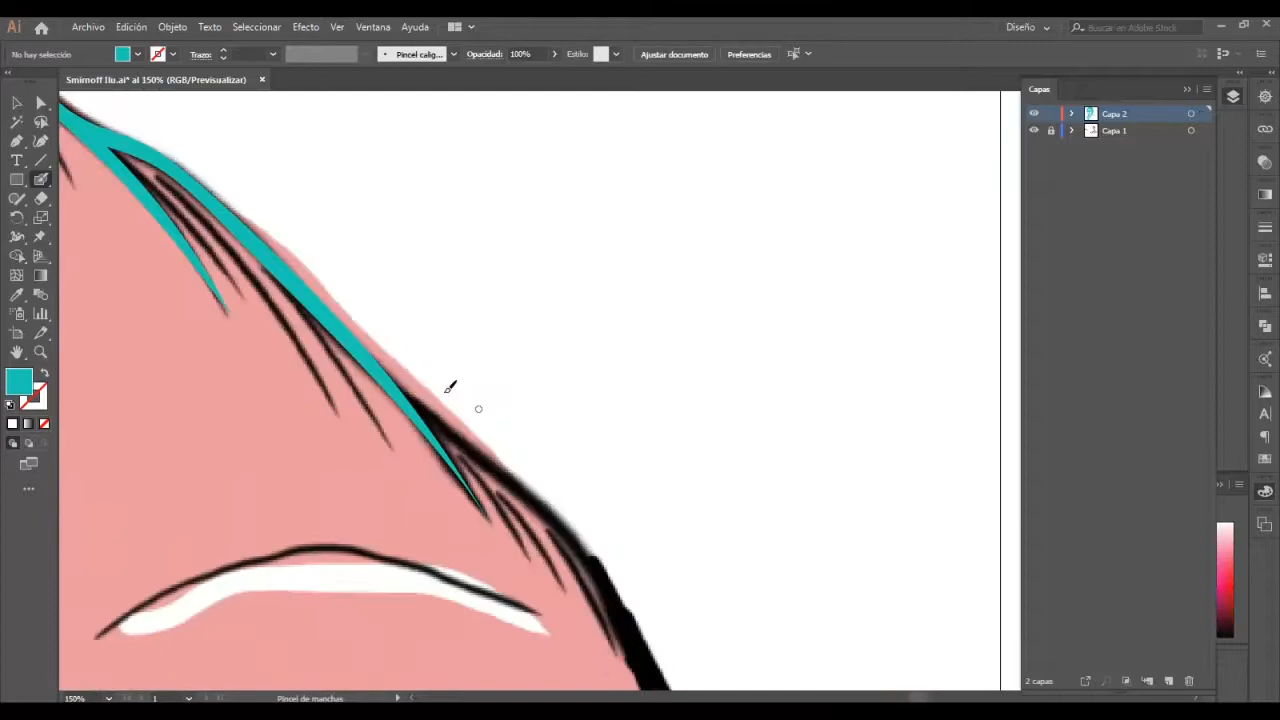 Ai Archivo Edición Objeto Texto Seleccionar Efecto Ver Ventana Ayuda Diseño Buscar en Adobe Stock
No hay selección Trazo: Pincel calig... Opacidad: 100% Estilo: Ajustar documento Preferencias
Smirnoff Ilu.ai* al 150% (RGB/Previsualizar) ×
Capas
Capa 2
Capa 1
2 capas
150% 1 Pincel de manchas